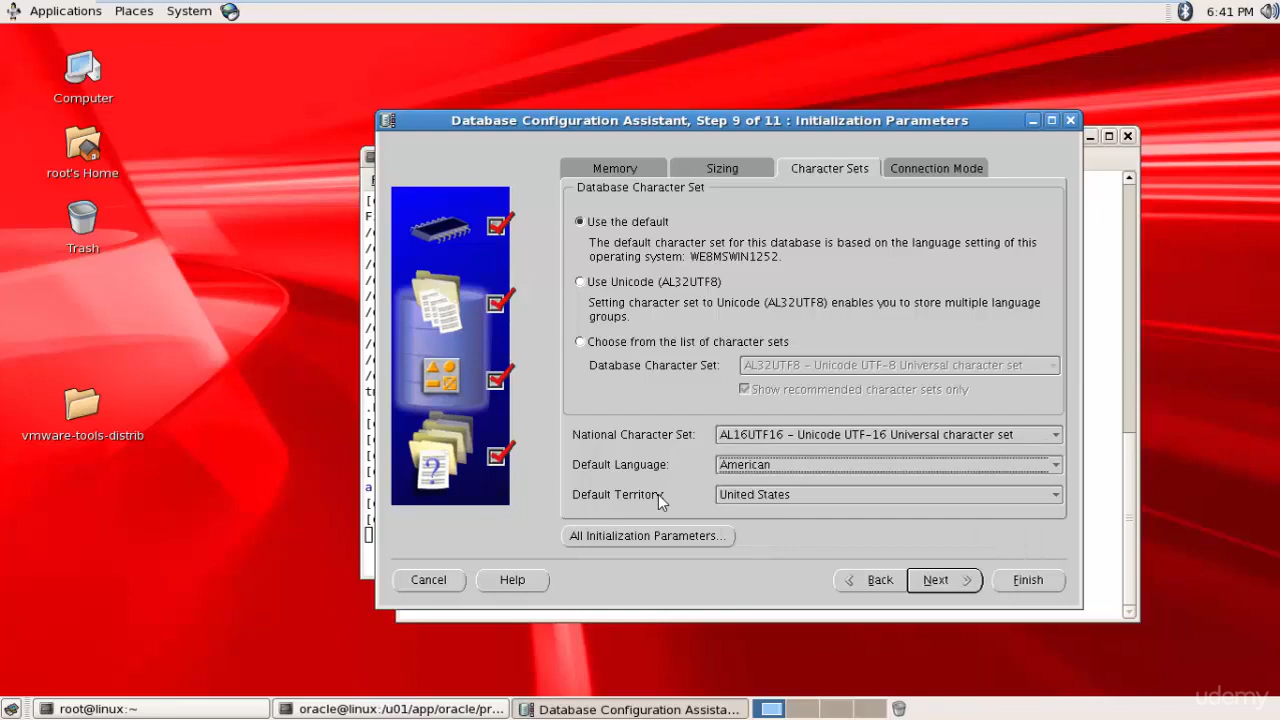 Applications Places System
6:41 PM
Computer
root's Home
Trash
vmware-tools-distrib
Database Configuration Assistant, Step 9 of 11 : Initialization Parameters
Memory Sizing Character Sets Connection Mode
Database Character Set
Use the default
The default character set for this database is based on the language setting of this
operating system: WE8MSWIN1252.
Use Unicode (AL32UTF8)
Setting character set to Unicode (AL32UTF8) enables you to store multiple language
groups.
Choose from the list of character sets
Database Character Set: AL32UTF8 - Unicode UTF-8 Universal character set
Show recommended character sets only
National Character Set: AL16UTF16 - Unicode UTF-16 Universal character set
Default Language: American
Default Territory United States
All Initialization Parameters...
Cancel Help Back Next Finish
root@linux:~ oracle@linux:/u01/app/oracle/pr... Database Configuration Assista...
udemy